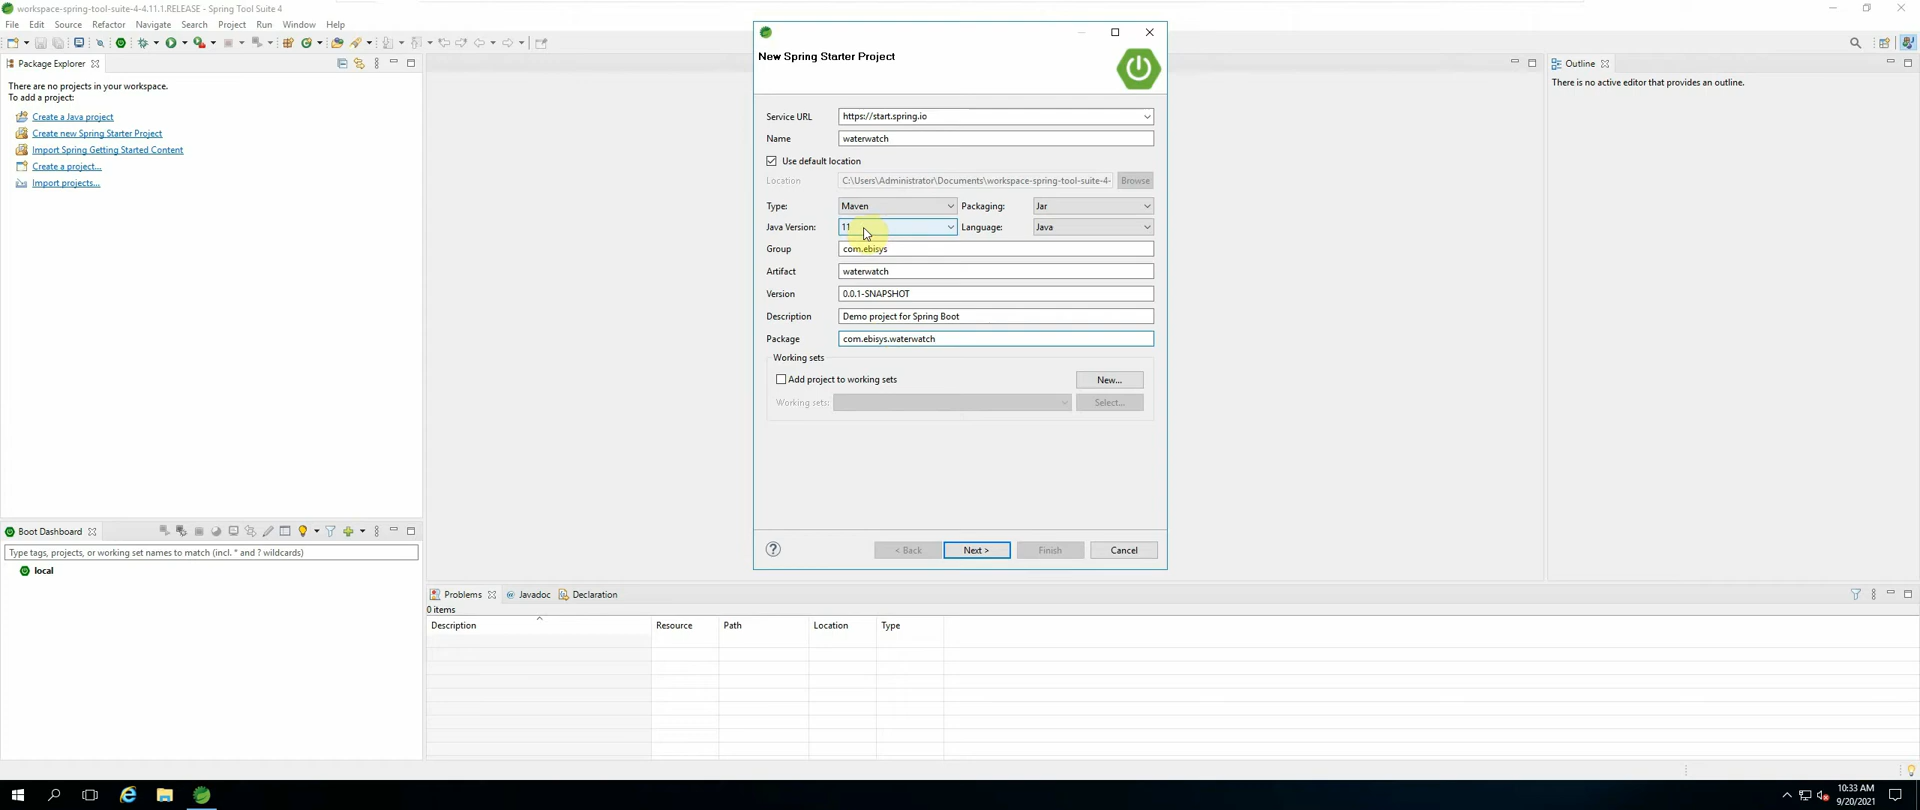 workspace-spring-tool-suite-4-4.11.1.RELEASE - Spring Tool Suite 4
File Edit Source Refactor Navigate Search Project Run Window Help
Package Explorer
There are no projects in your workspace.
To add a project:
Create a Java project
Create new Spring Starter Project
Import Spring Getting Started Content
Create a project...
Import projects...
Boot Dashboard
Type tags, projects, or working set names to match (incl. * and ? wildcards)
local
New Spring Starter Project
Service URL https://start.spring.io
Name waterwatch
Use default location
Location C:\Users\Administrator\Documents\workspace-spring-tool-suite-4- Browse
Type: Maven Packaging: Jar
Java Version: 11 Language: Java
Group com.ebisys
Artifact waterwatch
Version 0.0.1-SNAPSHOT
Description Demo project for Spring Boot
Package com.ebisys.waterwatch
Working sets
Add project to working sets New...
Working sets: Select...
? < Back Next > Finish Cancel
Outline
There is no active editor that provides an outline.
Problems @ Javadoc Declaration
0 items
Description Resource Path Location Type
10:33 AM
9/20/2021